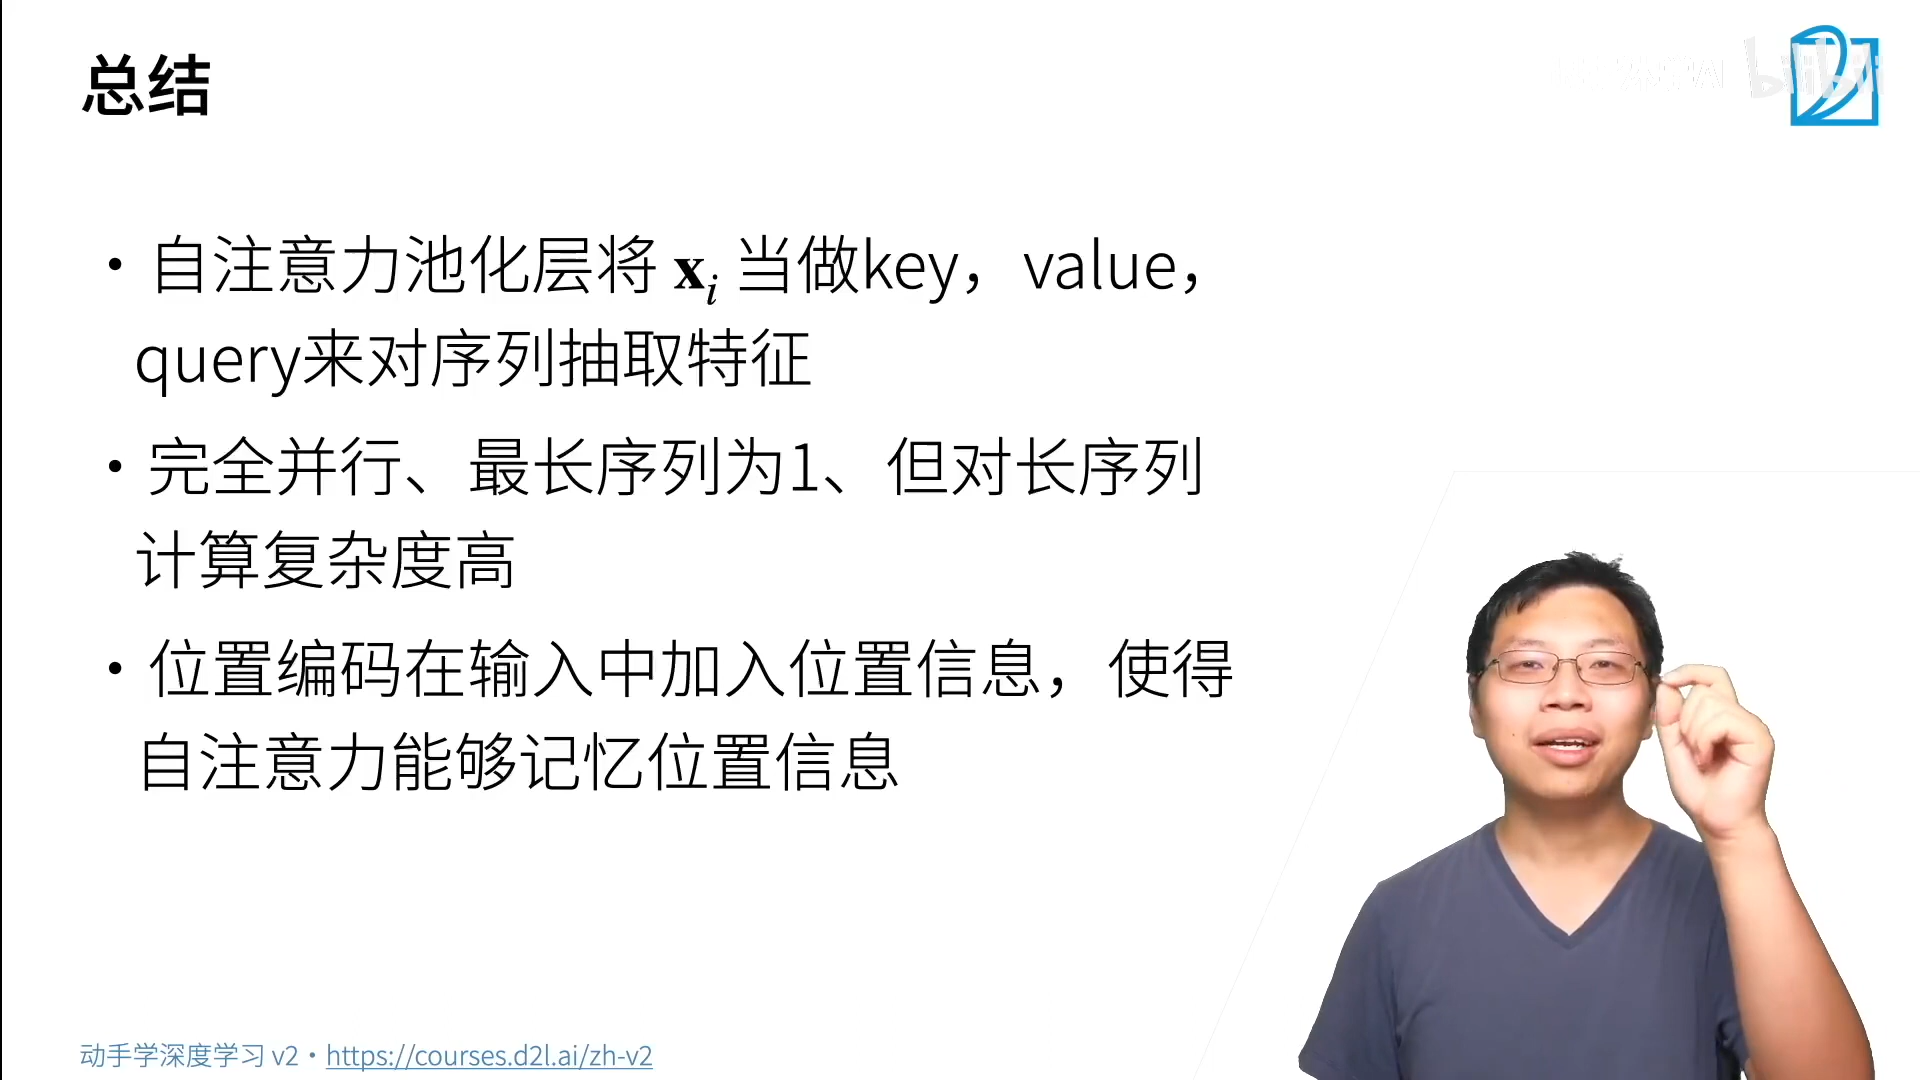 总结
• 自注意力池化层将 xi 当做key，value，
query来对序列抽取特征
• 完全并行、最长序列为1、但对长序列
计算复杂度高
• 位置编码在输入中加入位置信息，使得
自注意力能够记忆位置信息
动手学深度学习 v2 • https://courses.d2l.ai/zh-v2
bilibili